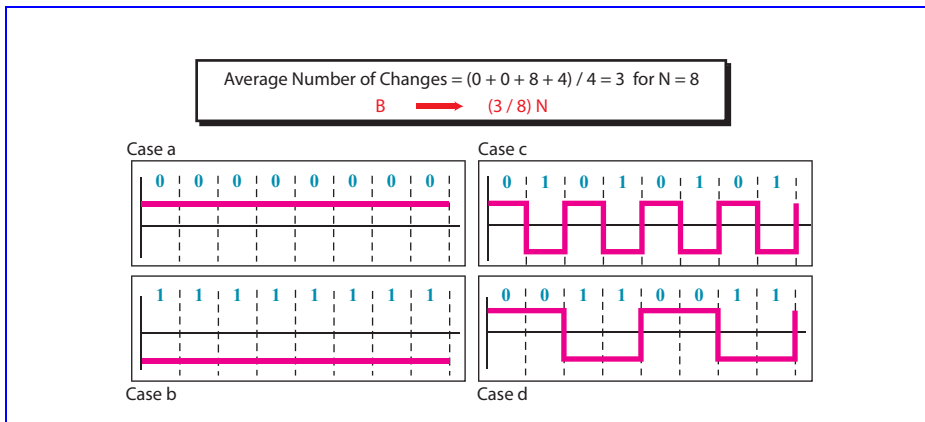 Average Number of Changes = (0 + 0 + 8 + 4) / 4 = 3 for N = 8
B (3 / 8) N
Case a
0 0 0 0 0 0 0 0
Case c
0 1 0 1 0 1 0 1
1 1 1 1 1 1 1 1
Case b
0 0 1 1 0 0 1 1
Case d